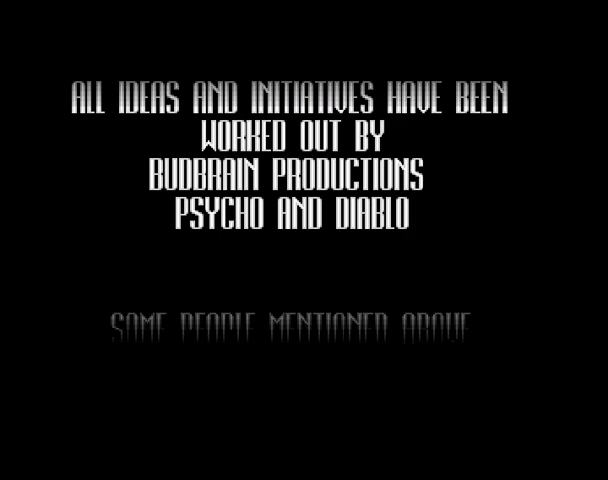 ALL IDEAS AND INITIATIVES HAVE BEEN
WORKED OUT BY
BUDBRAIN PRODUCTIONS
PSYCHO AND DIABLO
SOME PEOPLE MENTIONED ABOVE